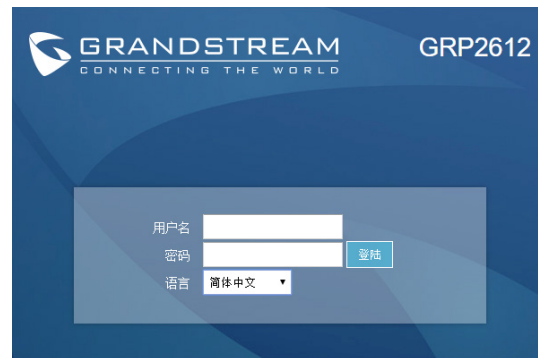 GRANDSTREAM
CONNECTING THE WORLD
GRP2612
用户名
密码
登陆
语言
简体中文